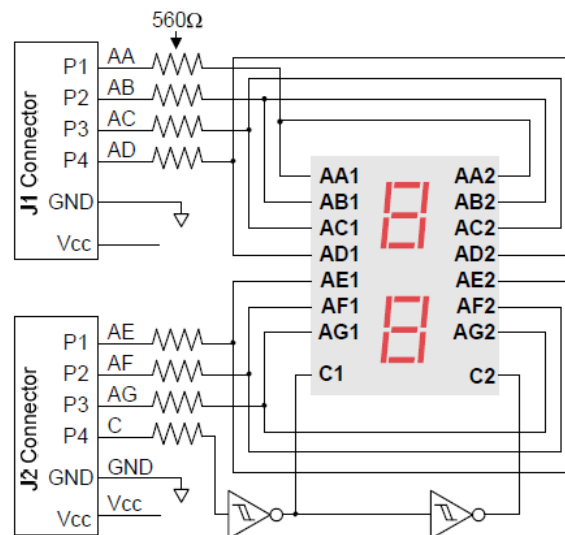 560Ω
J1 Connector
P1 AA
P2 AB
P3 AC
P4 AD
GND
Vcc
AA1 AA2
AB1 AB2
AC1 AC2
AD1 AD2
AE1 AE2
AF1 AF2
AG1 AG2
C1 C2
J2 Connector
P1 AE
P2 AF
P3 AG
P4 C
GND GND
Vcc Vcc